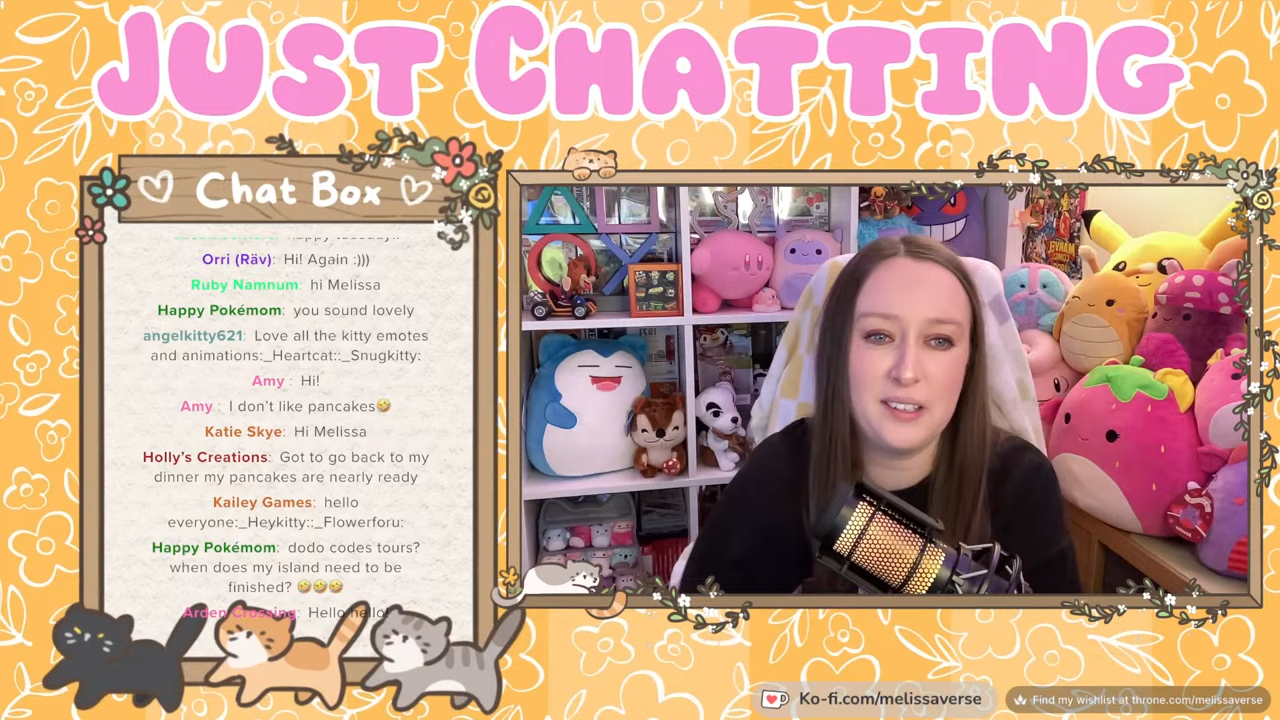 JUST CHATTING
Chat Box
Orri (Räv): Hi! Again :)))
Ruby Namnum: hi Melissa
Happy Pokémom: you sound lovely
angelkitty621: Love all the kitty emotes
and animations:_Heartcat::_Snugkitty:
Amy : Hi!
Amy : I don't like pancakes🤣
Katie Skye: Hi Melissa
Holly's Creations: Got to go back to my
dinner my pancakes are nearly ready
Kailey Games: hello
everyone:_Heykitty::_Flowerforu:
Happy Pokémom: dodo codes tours?
when does my island need to be
finished? 🤣🤣🤣
Arden Crossing: Hello hello!
MARVEL
Ko-fi.com/melissaverse
Find my wishlist at throne.com/melissaverse